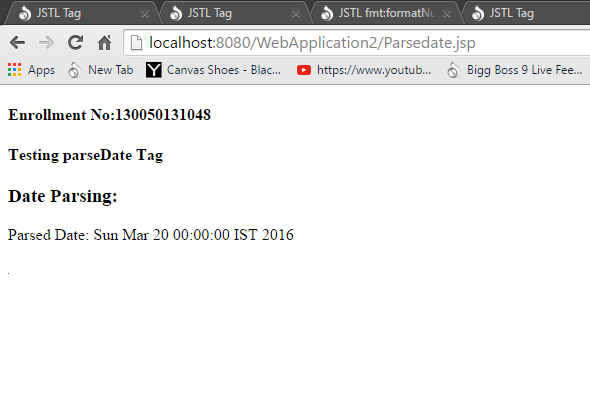 JSTL Tag
JSTL Tag
JSTL fmt:formatNu
JSTL Tag
localhost:8080/WebApplication2/Parsedate.jsp
Apps
New Tab
Canvas Shoes - Blac...
https://www.youtub...
Bigg Boss 9 Live Fee...
Enrollment No:130050131048
Testing parseDate Tag
Date Parsing:
Parsed Date: Sun Mar 20 00:00:00 IST 2016
.